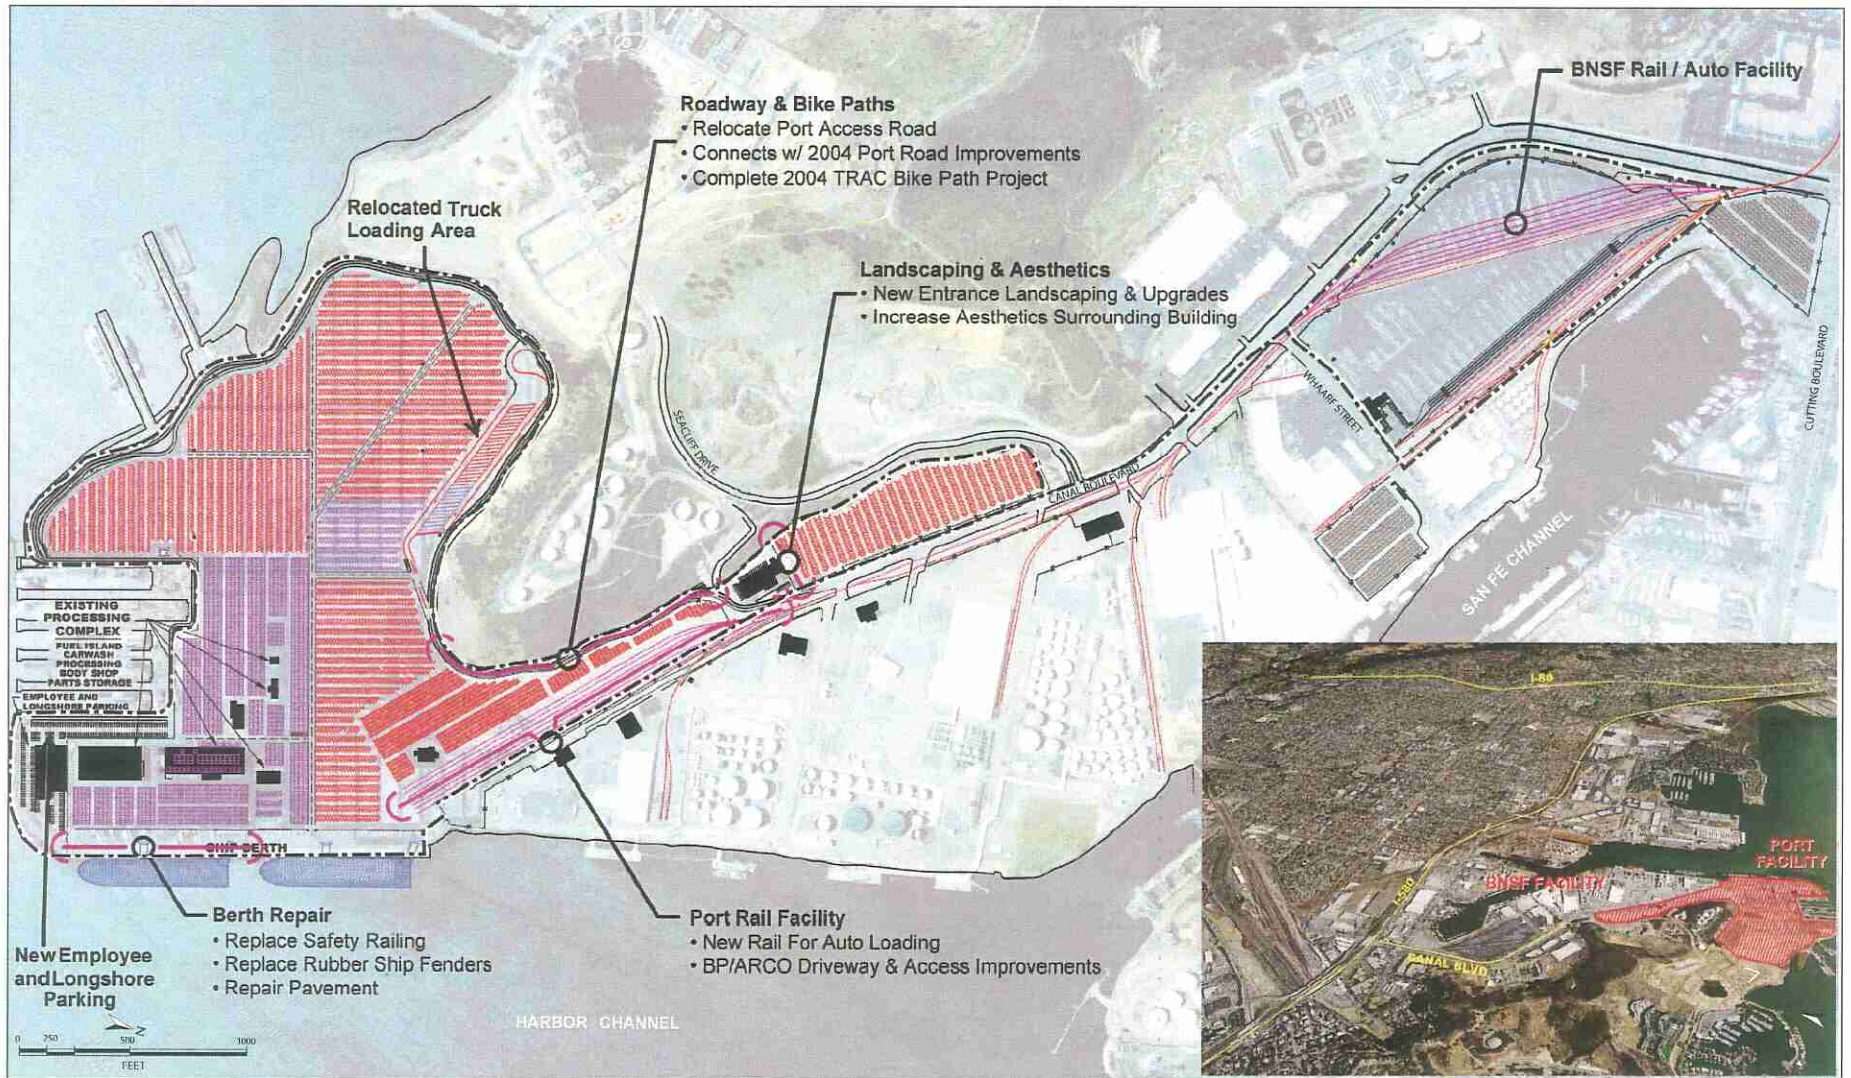 BNSF Rail / Auto Facility
Roadway & Bike Paths
• Relocate Port Access Road
• Connects w/ 2004 Port Road Improvements
• Complete 2004 TRAC Bike Path Project
Relocated Truck
Loading Area
Landscaping & Aesthetics
• New Entrance Landscaping & Upgrades
• Increase Aesthetics Surrounding Building
SEACLIFF DRIVE
CANAL BOULEVARD
WHAARF STREET
CUTTING BOULEVARD
SAN FE CHANNEL
EXISTING
PROCESSING
COMPLEX
FUEL ISLAND
CARWASH
PROCESSING
BODY SHOP
PARTS STORAGE
EMPLOYEE AND
LONGSHORE PARKING
SHIP BERTH
Berth Repair
• Replace Safety Railing
• Replace Rubber Ship Fenders
• Repair Pavement
New Employee
and Longshore
Parking
Port Rail Facility
• New Rail For Auto Loading
• BP/ARCO Driveway & Access Improvements
HARBOR CHANNEL
N
0 250 500 1000
FEET
I-80
I-580
PORT
FACILITY
BNSF FACILITY
CANAL BLVD